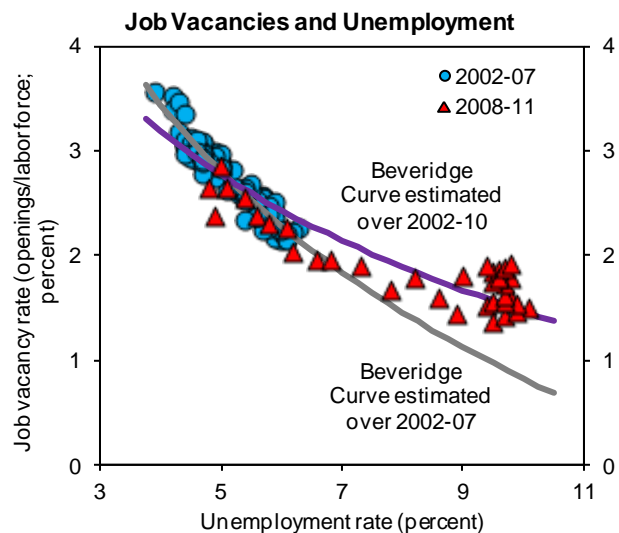 Job Vacancies and Unemployment
4
3
2
1
0
4
3
2
1
0
Job vacancy rate (openings/labor force;
percent)
2002-07
2008-11
Beveridge
Curve estimated
over 2002-10
Beveridge
Curve estimated
over 2002-07
3
5
7
9
11
Unemployment rate (percent)